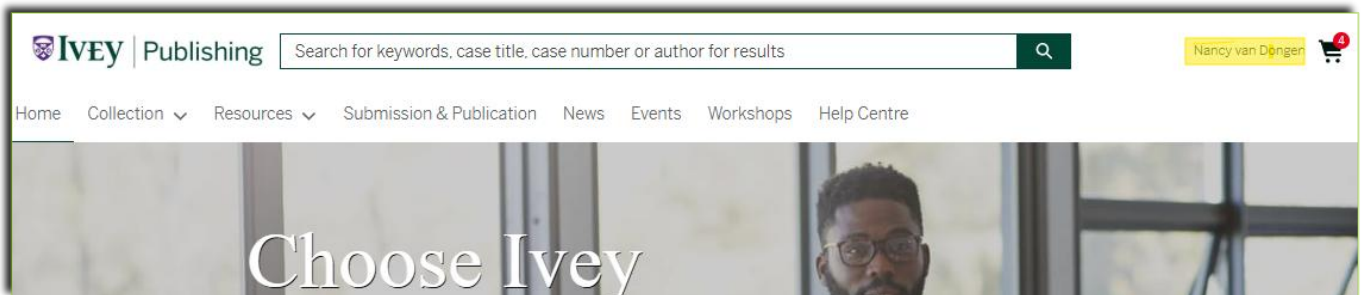 IVEY | Publishing
Search for keywords, case title, case number or author for results
Nancy van Dongen
4
Home Collection Resources Submission & Publication News Events Workshops Help Centre
Choose Ivey